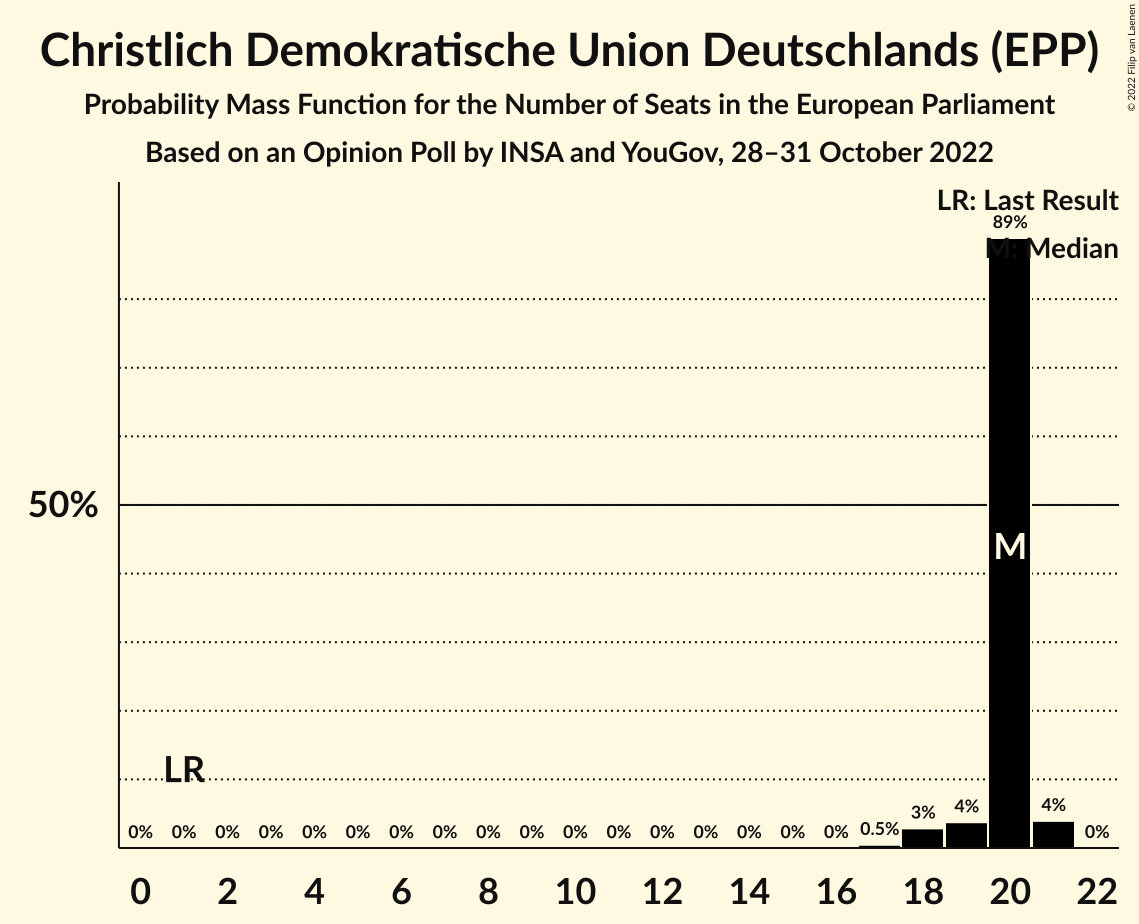 Christlich Demokratische Union Deutschlands (EPP)
Probability Mass Function for the Number of Seats in the European Parliament
Based on an Opinion Poll by INSA and YouGov, 28–31 October 2022
© 2022 Filip van Laenen
LR: Last Result
M: Median
89%
50%
M
LR
0% 0% 0% 0% 0% 0% 0% 0% 0% 0% 0% 0% 0% 0% 0% 0% 0% 0.5% 3% 4% 4% 0%
0 2 4 6 8 10 12 14 16 18 20 22